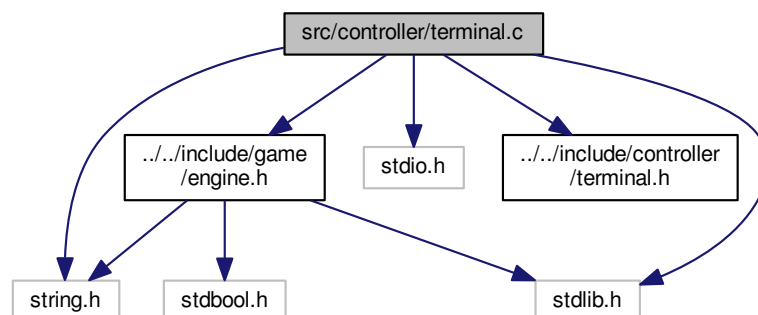 src/controller/terminal.c
../../include/game
/engine.h
stdio.h
../../include/controller
/terminal.h
string.h
stdbool.h
stdlib.h